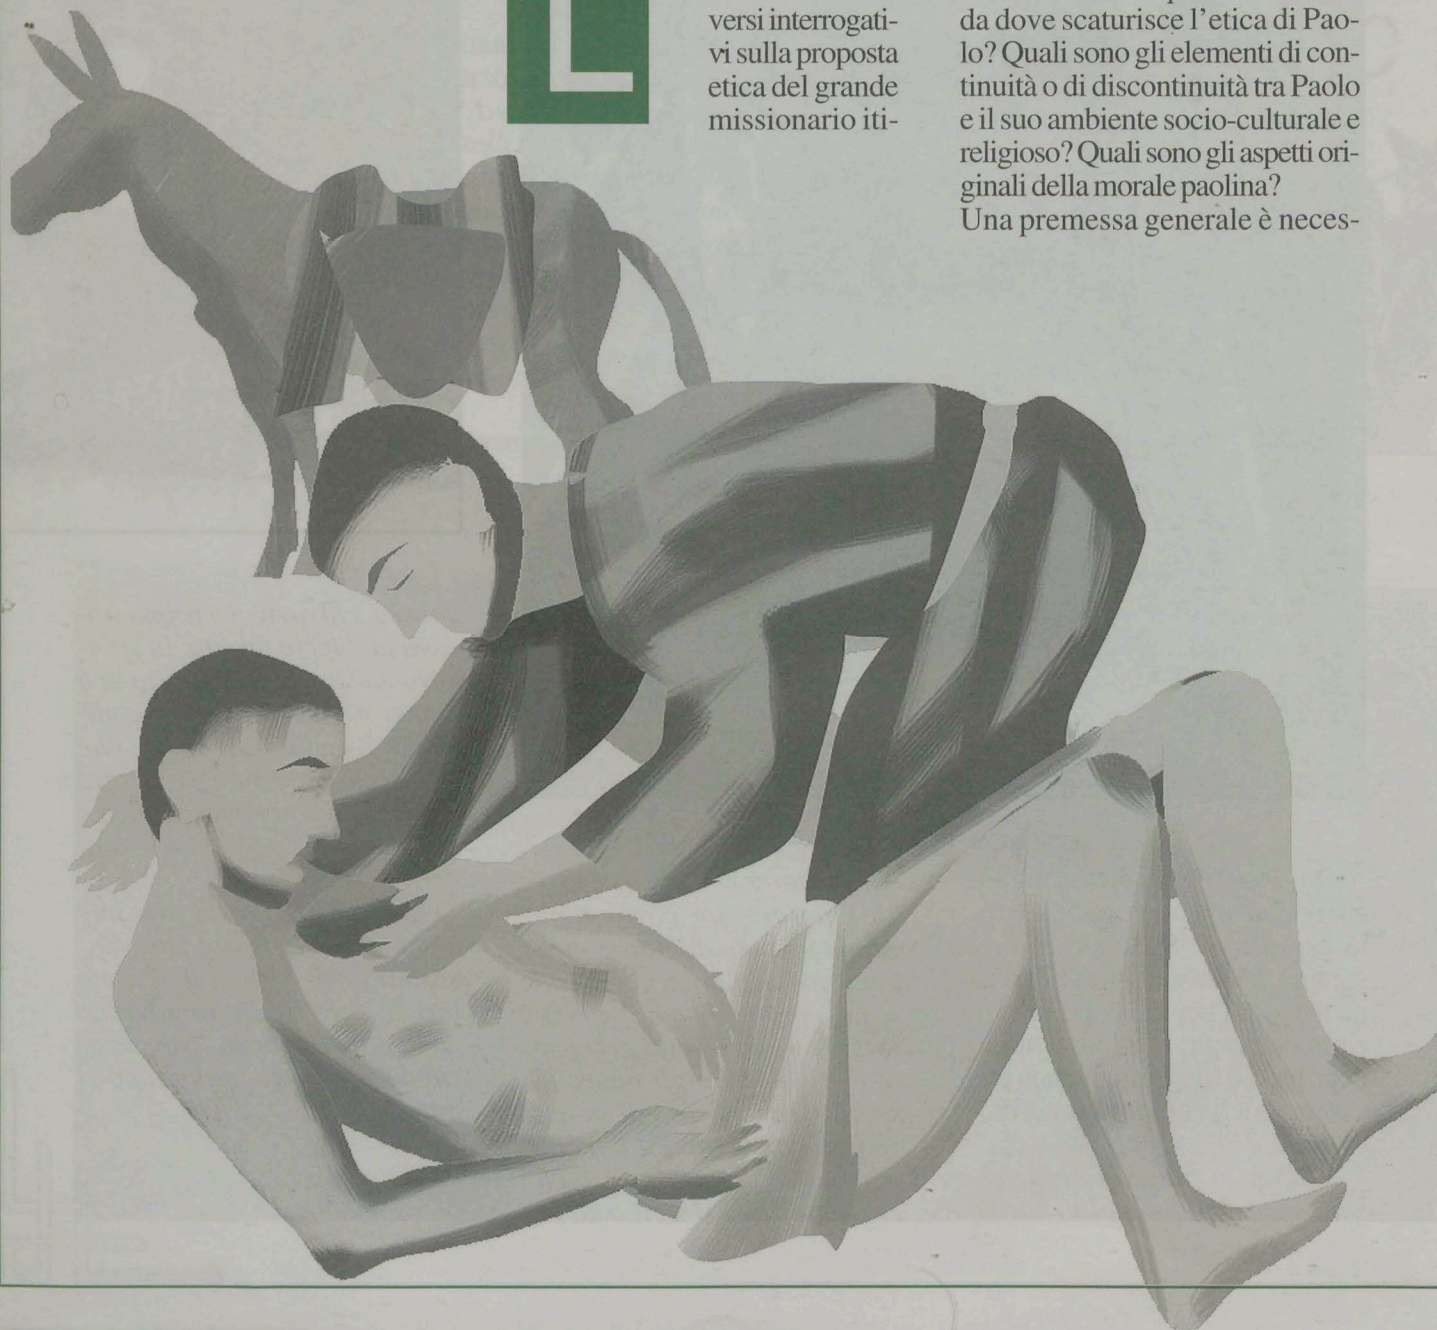 L
versi interrogati-
vi sulla proposta
etica del grande
missionario iti-
da dove scaturisce l'etica di Pao-
lo? Quali sono gli elementi di con-
tinuità o di discontinuità tra Paolo
e il suo ambiente socio-culturale e
religioso? Quali sono gli aspetti ori-
ginali della morale paolina?
Una premessa generale è neces-